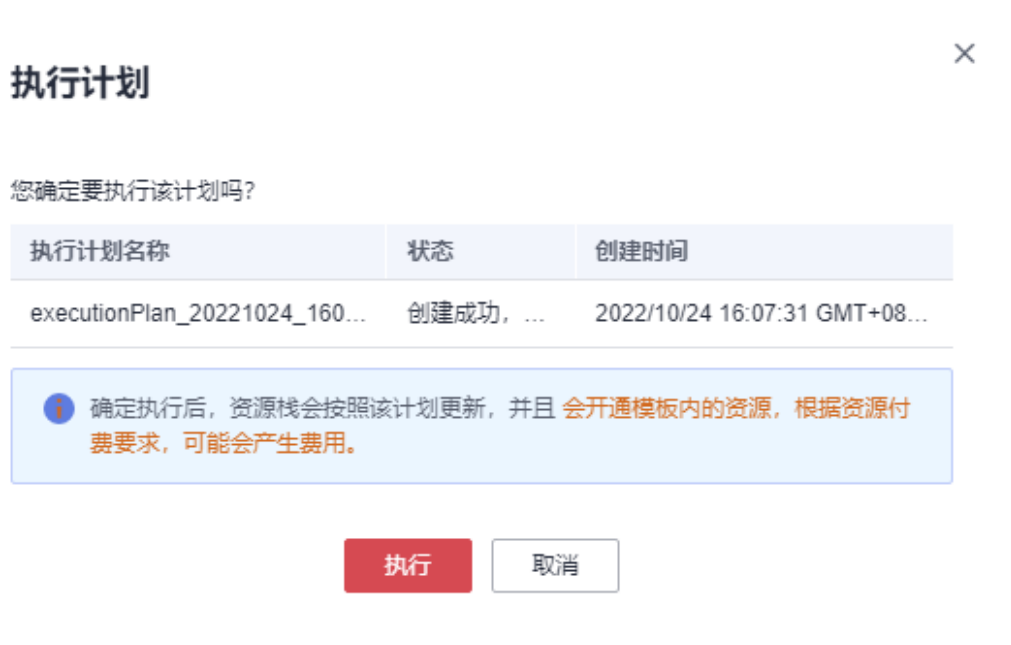 执行计划
您确定要执行该计划吗？
执行计划名称 状态 创建时间
executionPlan_20221024_160... 创建成功，... 2022/10/24 16:07:31 GMT+08...
确定执行后，资源栈会按照该计划更新，并且 会开通模板内的资源，根据资源付
费要求，可能会产生费用。
执行 取消